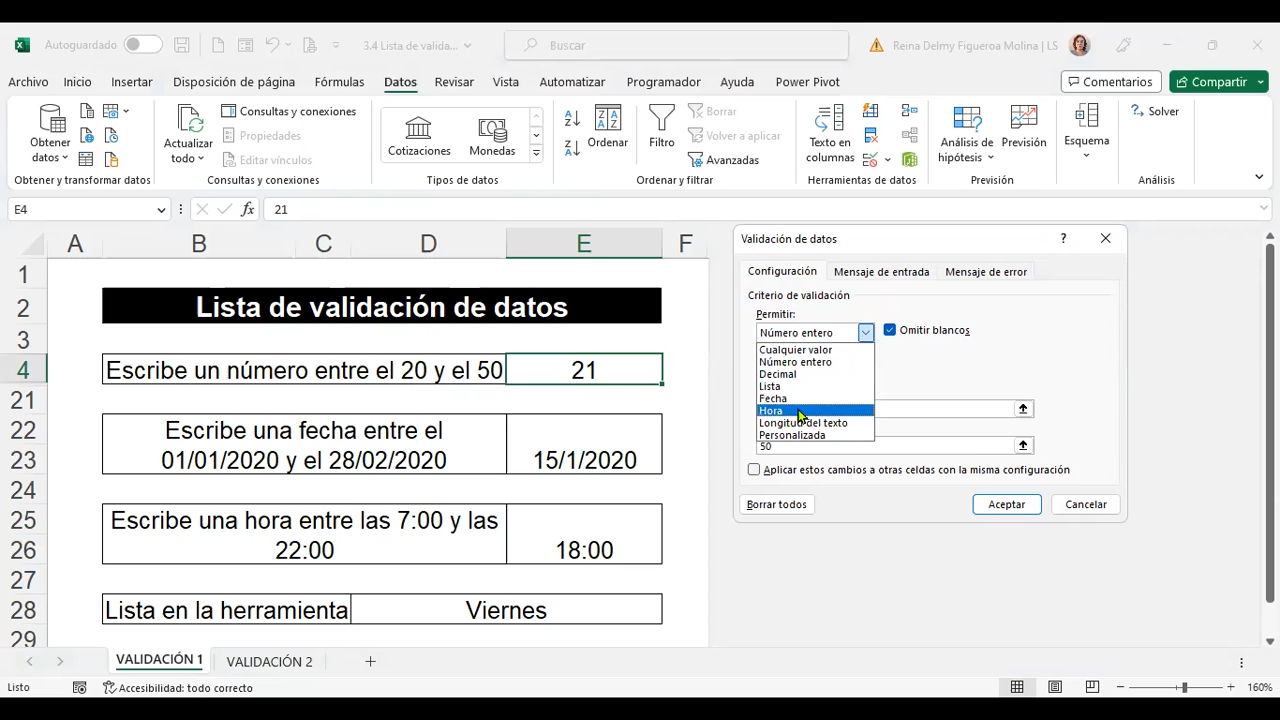 Autoguardado
3.4 Lista de valida...
Buscar
Reina Delmy Figueroa Molina | LS
Archivo Inicio Insertar Disposición de página Fórmulas Datos Revisar Vista Automatizar Programador Ayuda Power Pivot
Comentarios Compartir
Obtener datos
Actualizar todo
Consultas y conexiones
Propiedades
Editar vínculos
Cotizaciones Monedas
Ordenar
Filtro
Borrar
Volver a aplicar
Avanzadas
Texto en columnas
Análisis de hipótesis
Previsión
Esquema
Solver
Obtener y transformar datos Consultas y conexiones Tipos de datos Ordenar y filtrar Herramientas de datos Previsión Análisis
E4 fx 21
A B C D E F
1
2 Lista de validación de datos
3
4 Escribe un número entre el 20 y el 50 21
21
22 Escribe una fecha entre el
23 01/01/2020 y el 28/02/2020 15/1/2020
24
25 Escribe una hora entre las 7:00 y las
26 22:00 18:00
27
28 Lista en la herramienta Viernes
29
Validación de datos ?
Configuración Mensaje de entrada Mensaje de error
Criterio de validación
Permitir:
Número entero Omitir blancos
Cualquier valor
Número entero
Decimal
Lista
Fecha
Hora
Longitud del texto
Personalizada
50
Aplicar estos cambios a otras celdas con la misma configuración
Borrar todos Aceptar Cancelar
VALIDACIÓN 1 VALIDACIÓN 2
Listo Accesibilidad: todo correcto 160%